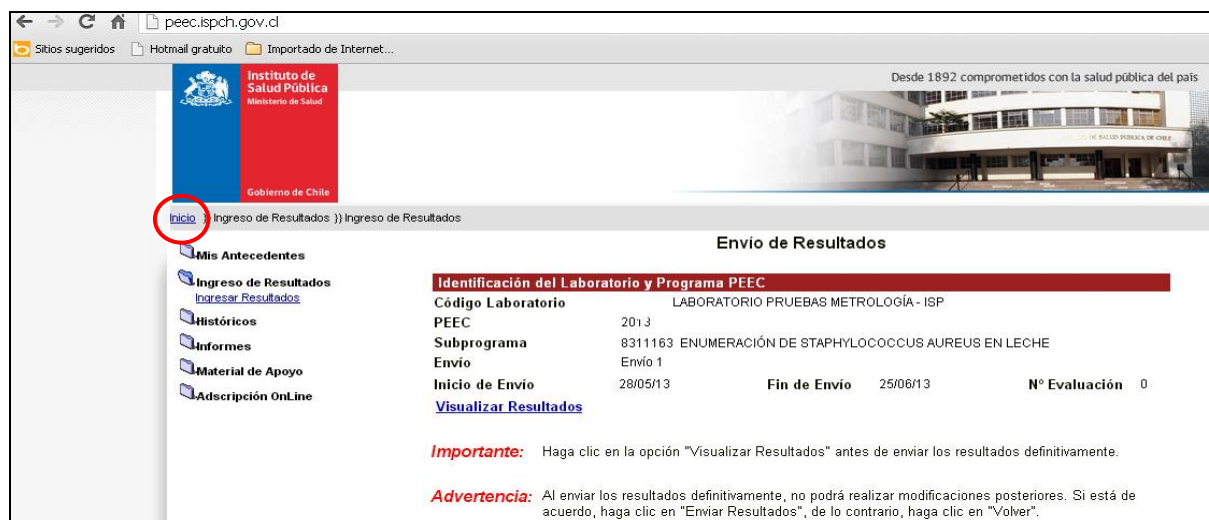 peec.ispch.gov.cl
Sitios sugeridos Hotmail gratuito Importado de Internet...
Instituto de
Salud Pública
Ministerio de Salud
Gobierno de Chile
Desde 1892 comprometidos con la salud pública del país
DE SALUD PUBLICA DE CHILE
Inicio }} Ingreso de Resultados }} Ingreso de Resultados
Mis Antecedentes
Ingreso de Resultados
Ingresar Resultados
Históricos
Informes
Material de Apoyo
Adscripción OnLine
Envío de Resultados
Identificación del Laboratorio y Programa PEEC
Código Laboratorio LABORATORIO PRUEBAS METROLOGÍA - ISP
PEEC 2013
Subprograma 8311163 ENUMERACIÓN DE STAPHYLOCOCCUS AUREUS EN LECHE
Envío Envío 1
Inicio de Envío 28/05/13 Fin de Envío 25/06/13 Nº Evaluación 0
Visualizar Resultados
Importante: Haga clic en la opción "Visualizar Resultados" antes de enviar los resultados definitivamente.
Advertencia: Al enviar los resultados definitivamente, no podrá realizar modificaciones posteriores. Si está de
acuerdo, haga clic en "Enviar Resultados", de lo contrario, haga clic en "Volver".